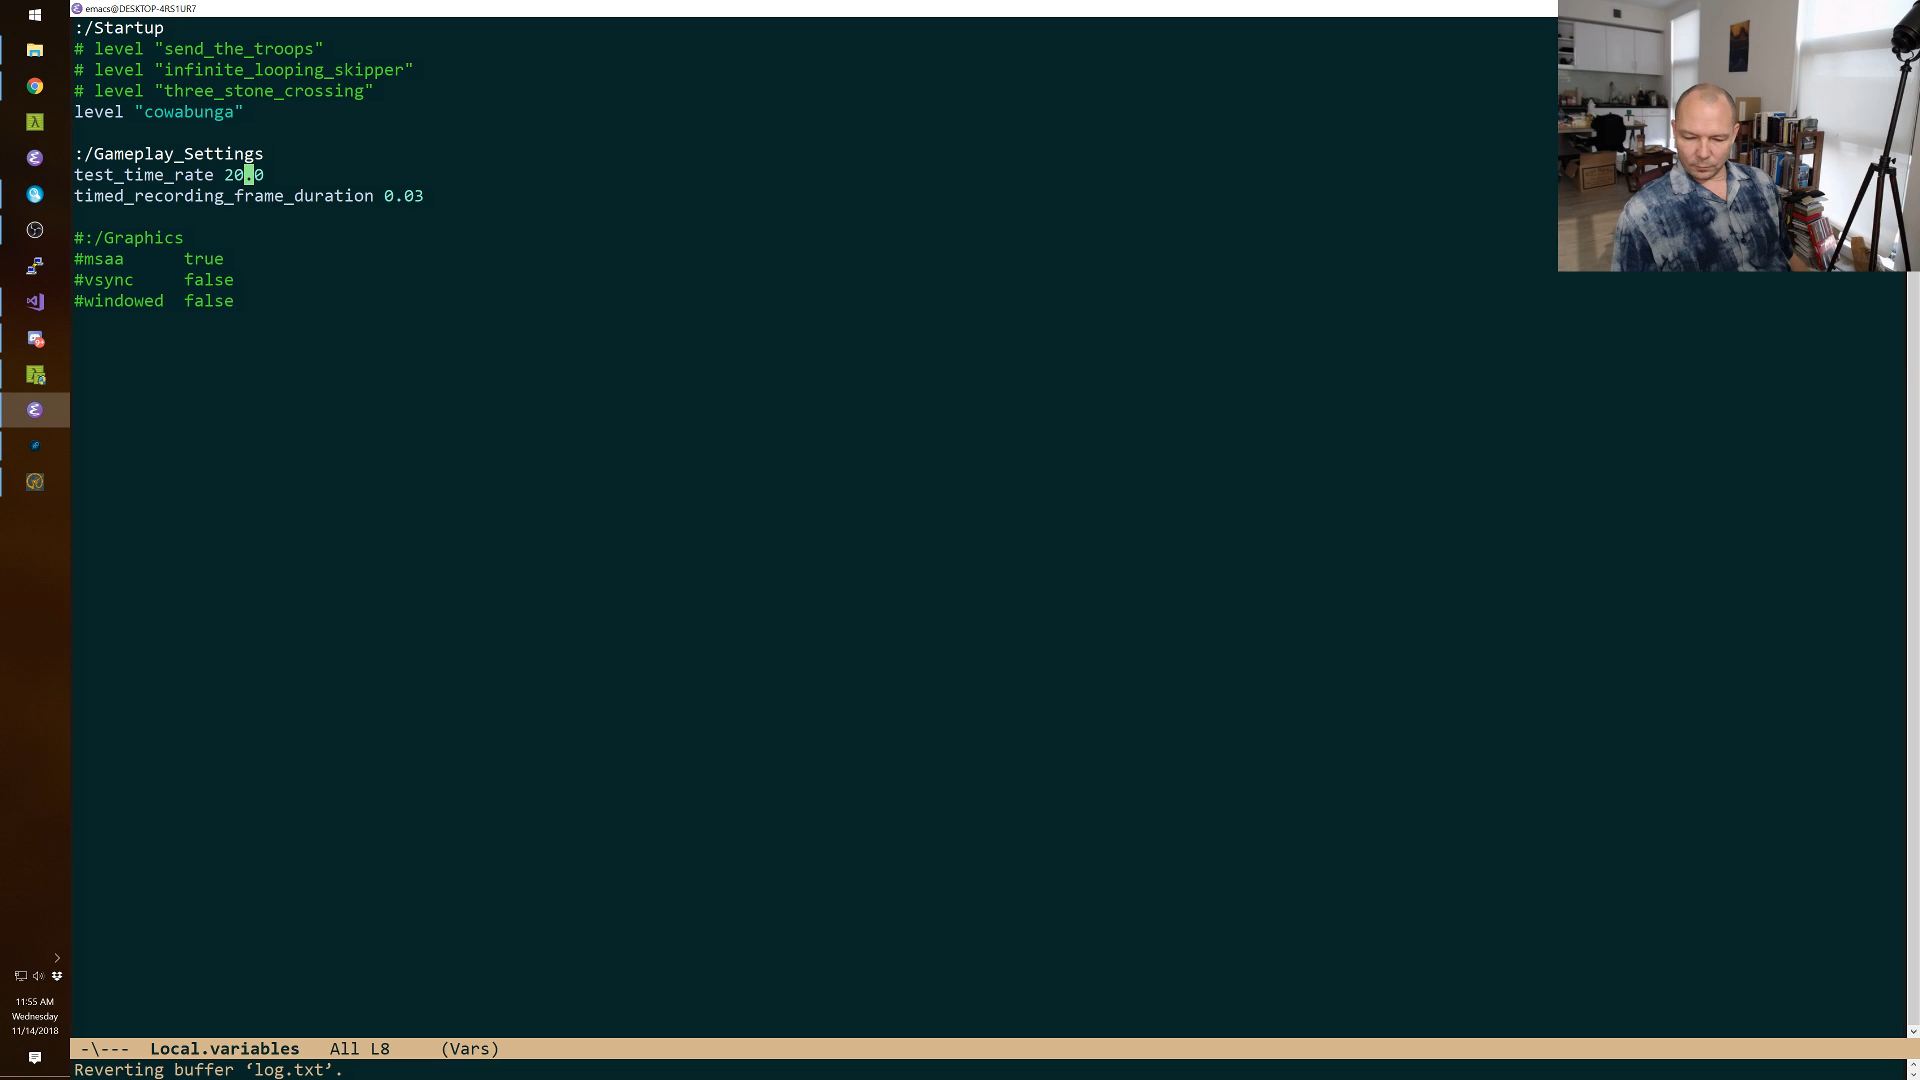 emacs@DESKTOP-4RS1UR7
:/Startup
# level "send_the_troops"
# level "infinite_looping_skipper"
# level "three_stone_crossing"
level "cowabunga"
:/Gameplay_Settings
test_time_rate 20.0
timed_recording_frame_duration 0.03
#:/Graphics
#msaa      true
#vsync     false
#windowed  false
11:55 AM
Wednesday
11/14/2018
-\---  Local.variables   All L8     (Vars)
Reverting buffer ‘log.txt’.